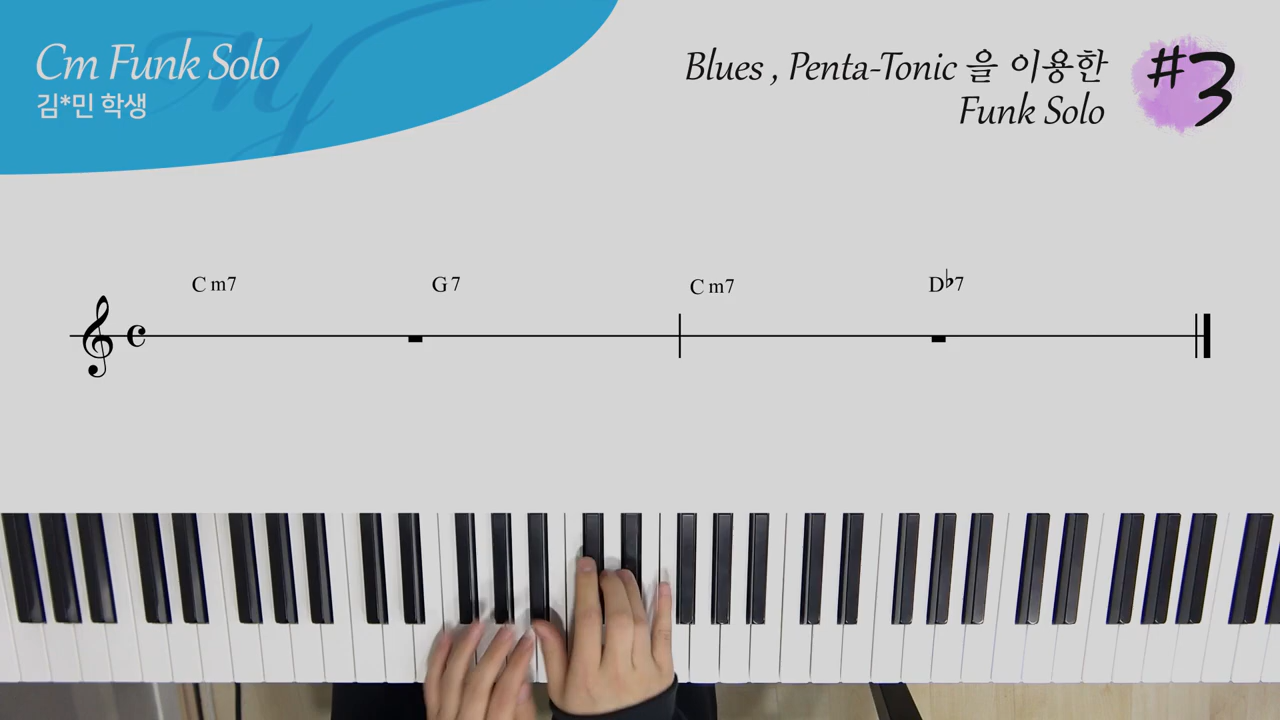 Cm Funk Solo
김*민 학생
Blues , Penta-Tonic 을 이용한
Funk Solo
#3
C m7 G 7 C m7 D♭7